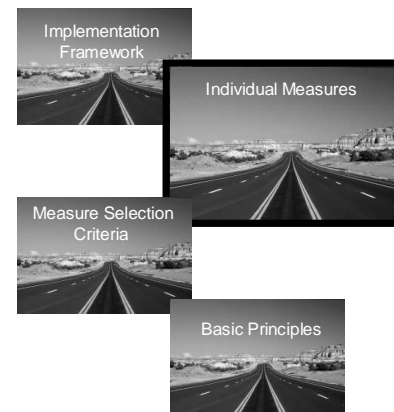 Implementation
Framework
Individual Measures
Measure Selection
Criteria
Basic Principles